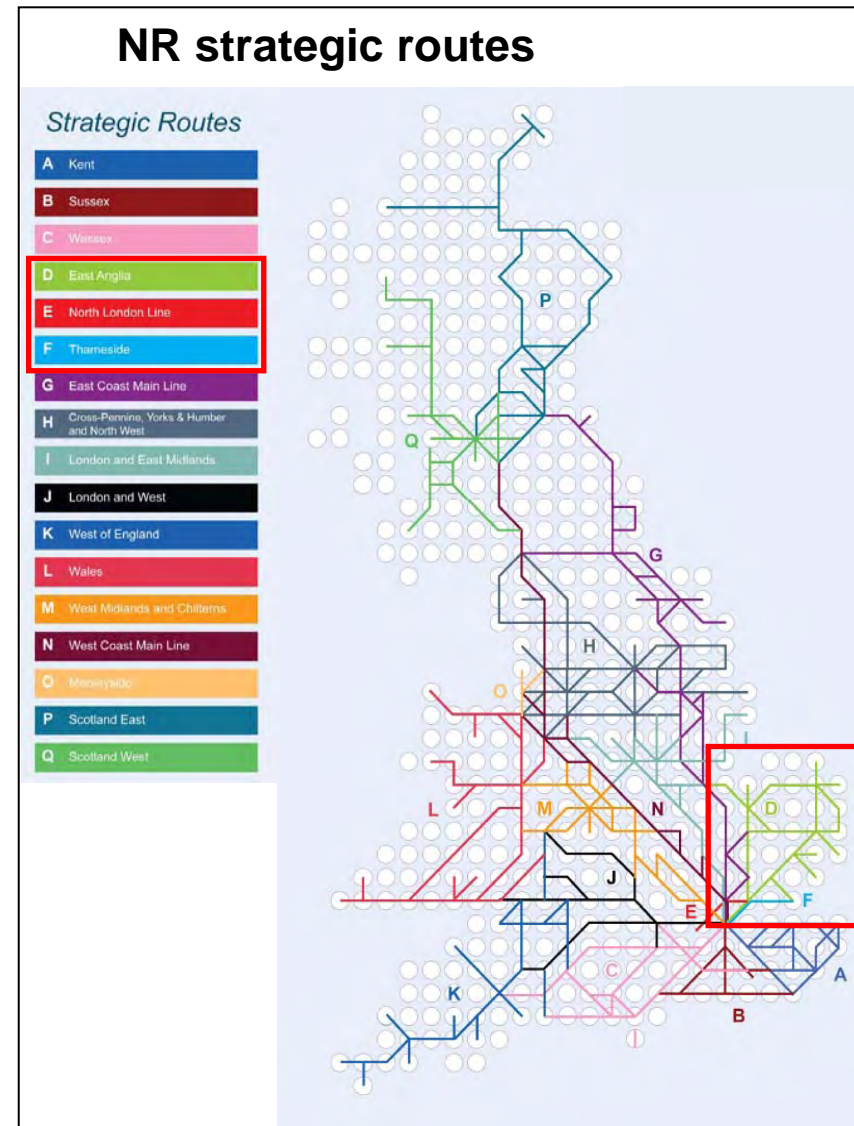 NR strategic routes
Strategic Routes
A Kent
B Sussex
C Wessex
D East Anglia
E North London Line
F Thameside
G East Coast Main Line
H Cross-Pennine, Yorks & Humber
and North West
I London and East Midlands
J London and West
K West of England
L Wales
M West Midlands and Chilterns
N West Coast Main Line
O Merseyside
P Scotland East
Q Scotland West
P
Q
G
H
O
I
L
M
N
D
J
E
F
C
A
K
B